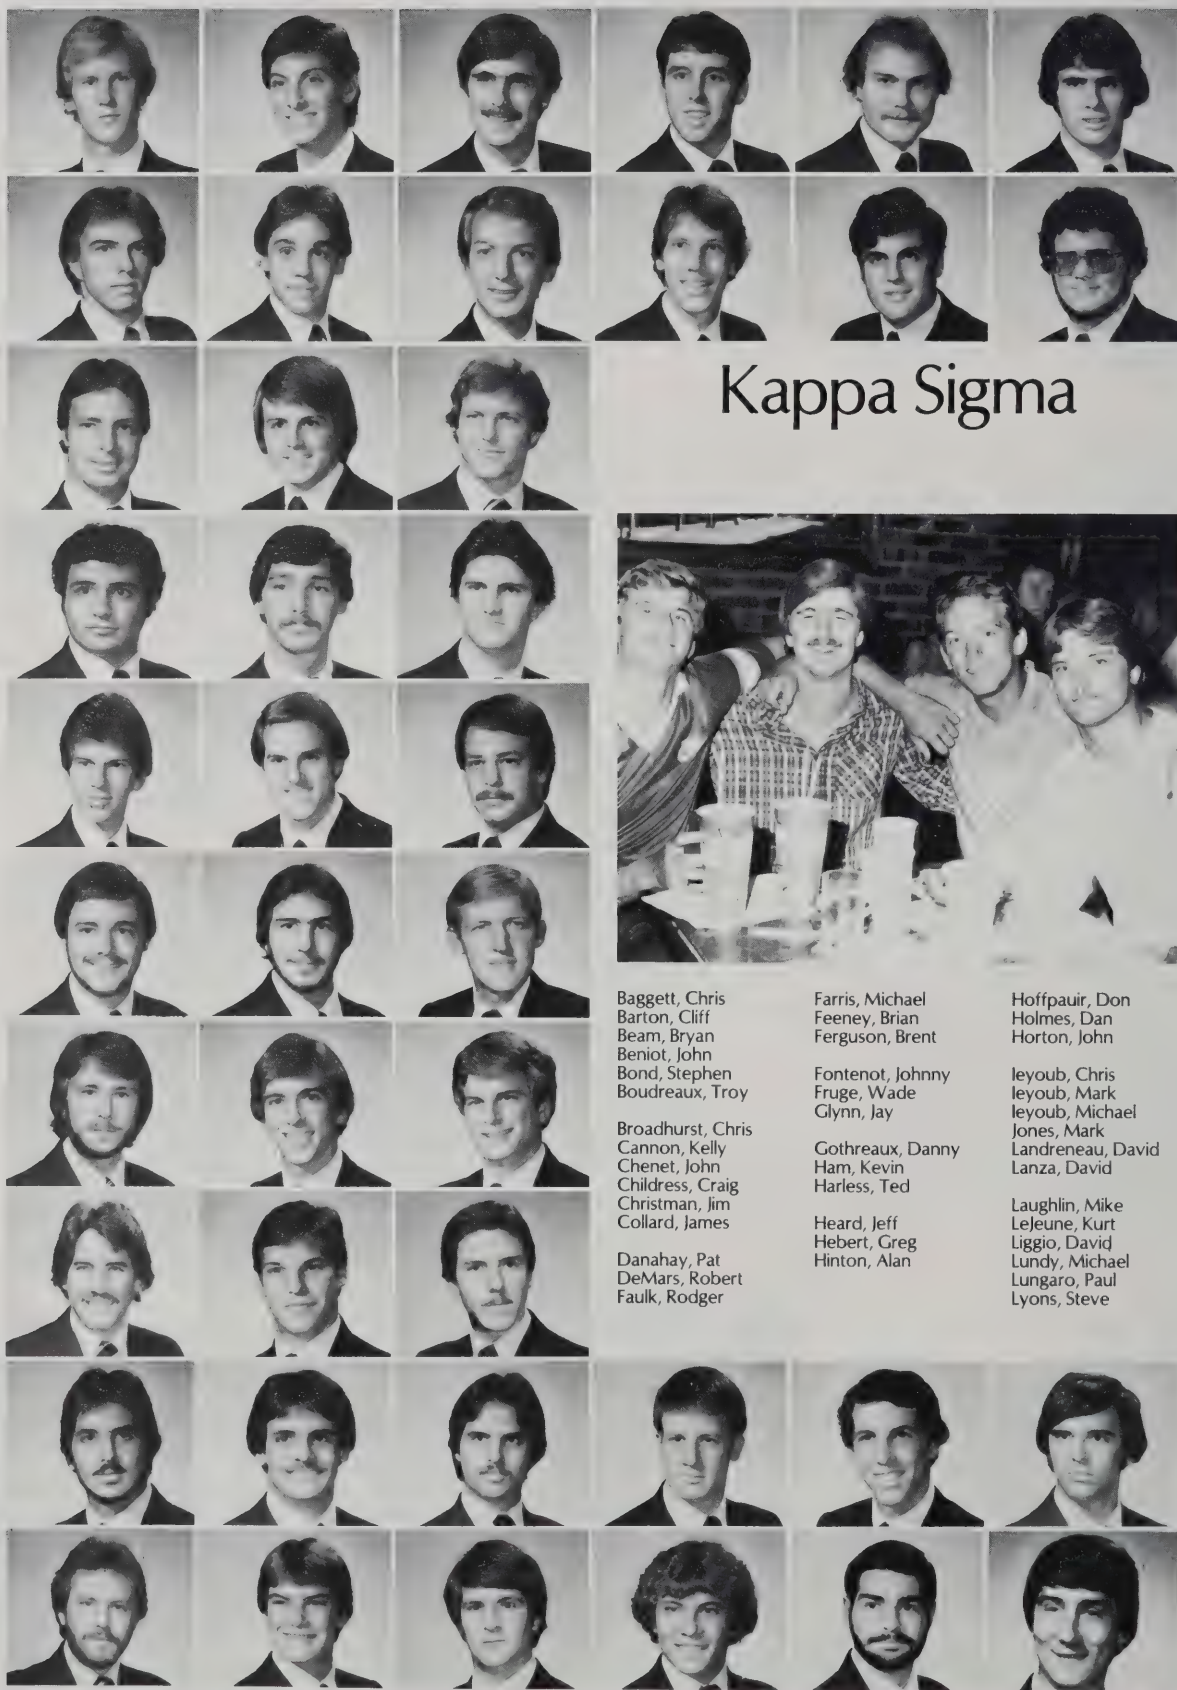 Kappa Sigma
Baggett, Chris
Barton, Cliff
Beam, Bryan
Beniot, John
Bond, Stephen
Boudreaux, Troy
Broadhurst, Chris
Cannon, Kelly
Chenet, John
Childress, Craig
Christman, Jim
Collard, James
Danahay, Pat
DeMars, Robert
Faulk, Rodger
Farris, Michael
Feeney, Brian
Ferguson, Brent
Fontenot, Johnny
Fruge, Wade
Glynn, Jay
Gothreaux, Danny
Ham, Kevin
Harless, Ted
Heard, Jeff
Hebert, Greg
Hinton, Alan
Hoffpauir, Don
Holmes, Dan
Horton, John
Ieyoub, Chris
Ieyoub, Mark
Ieyoub, Michael
Jones, Mark
Landreneau, David
Lanza, David
Laughlin, Mike
LeJeune, Kurt
Liggio, David
Lundy, Michael
Lungaro, Paul
Lyons, Steve